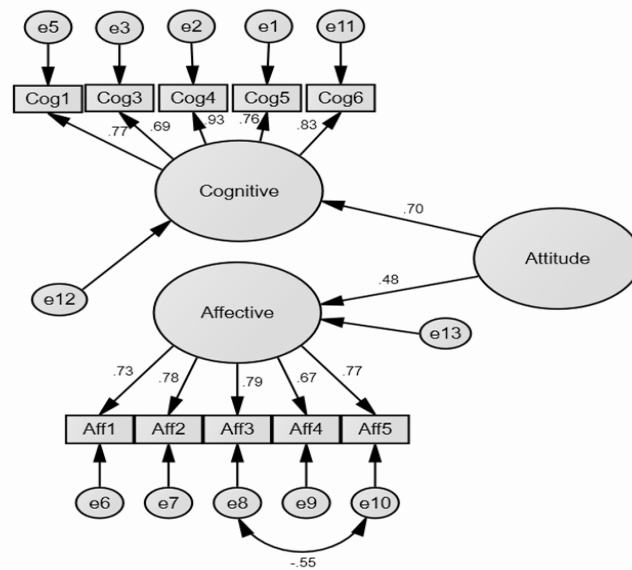 e5 e3 e2 e1 e11
Cog1 Cog3 Cog4 Cog5 Cog6
.77 .69 .93 .76 .83
Cognitive
.70
Attitude
.48
e12
Affective
e13
.73 .78 .79 .67 .77
Aff1 Aff2 Aff3 Aff4 Aff5
e6 e7 e8 e9 e10
-.55